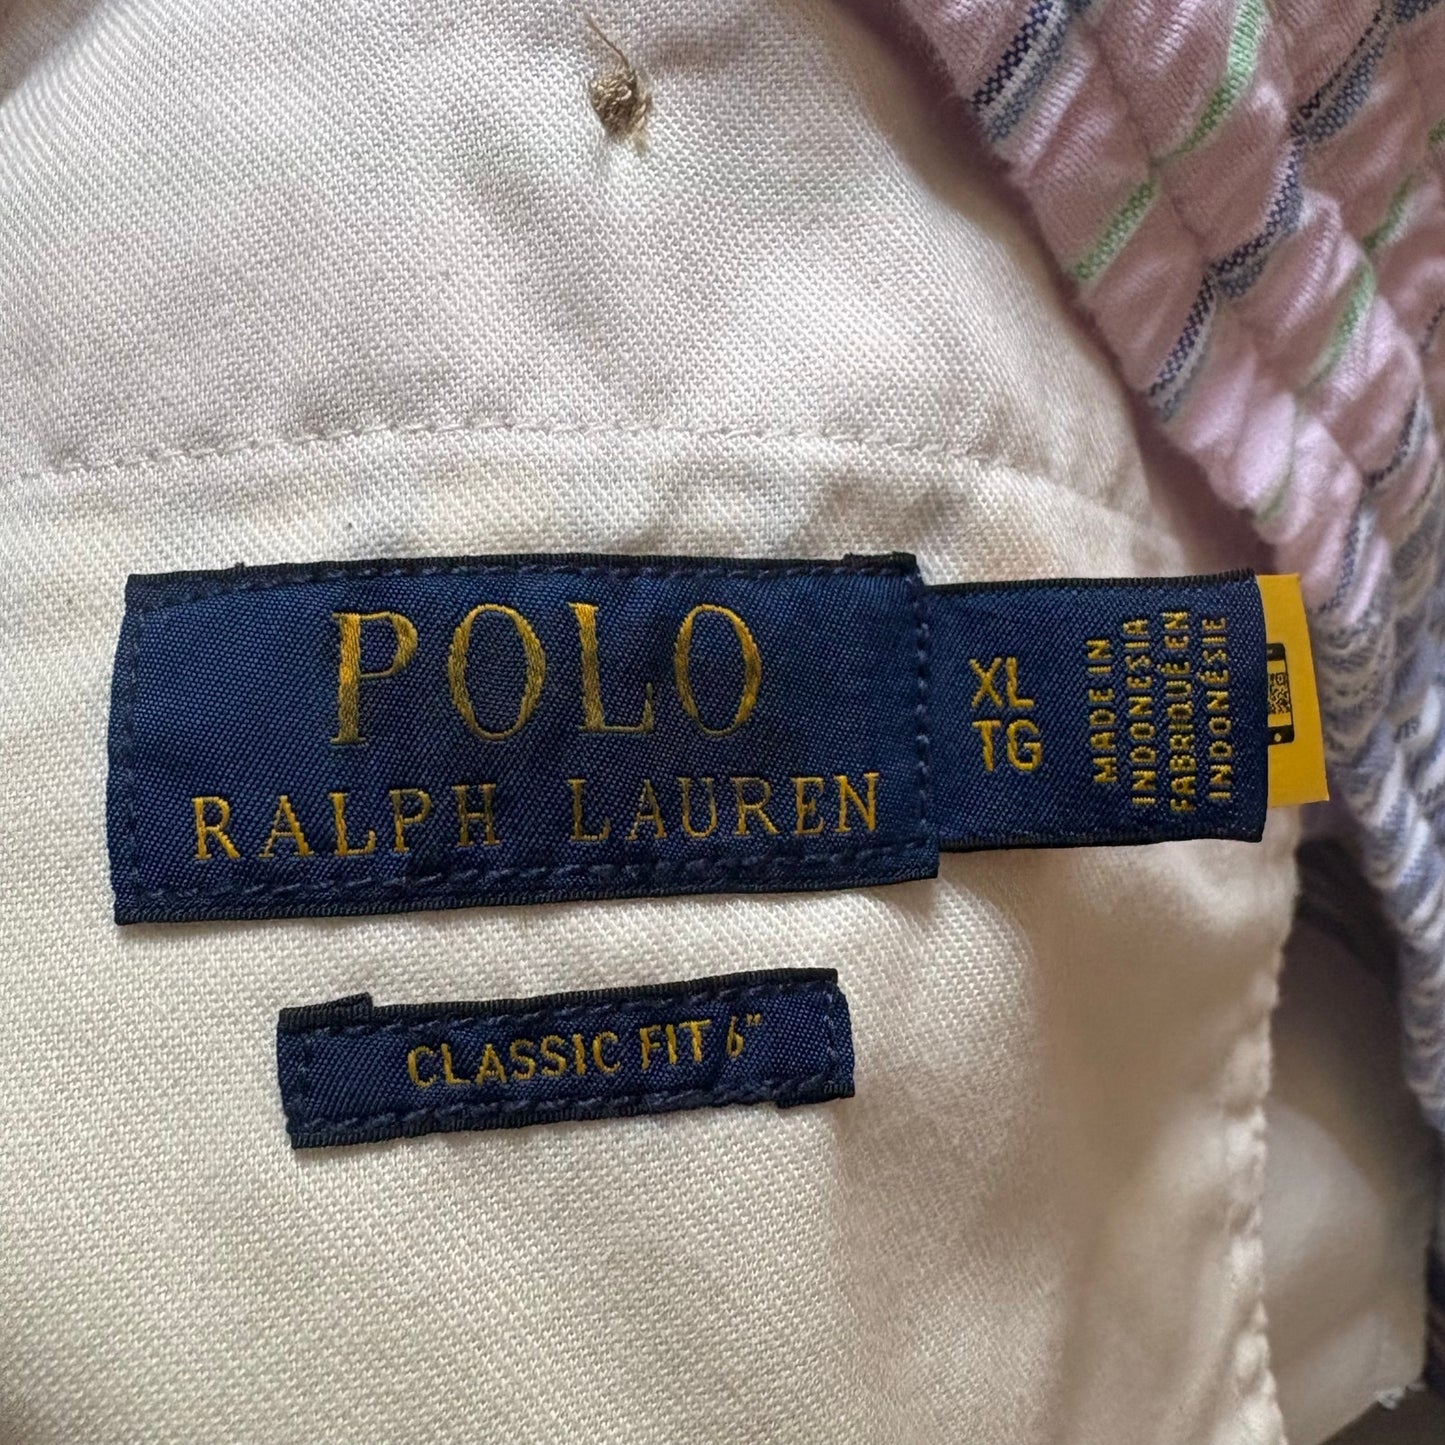 POLO
RALPH LAUREN
XL
TG
MADE IN
INDONESIA
FABRIQUÉ EN
INDONÉSIE
CLASSIC FIT 6"